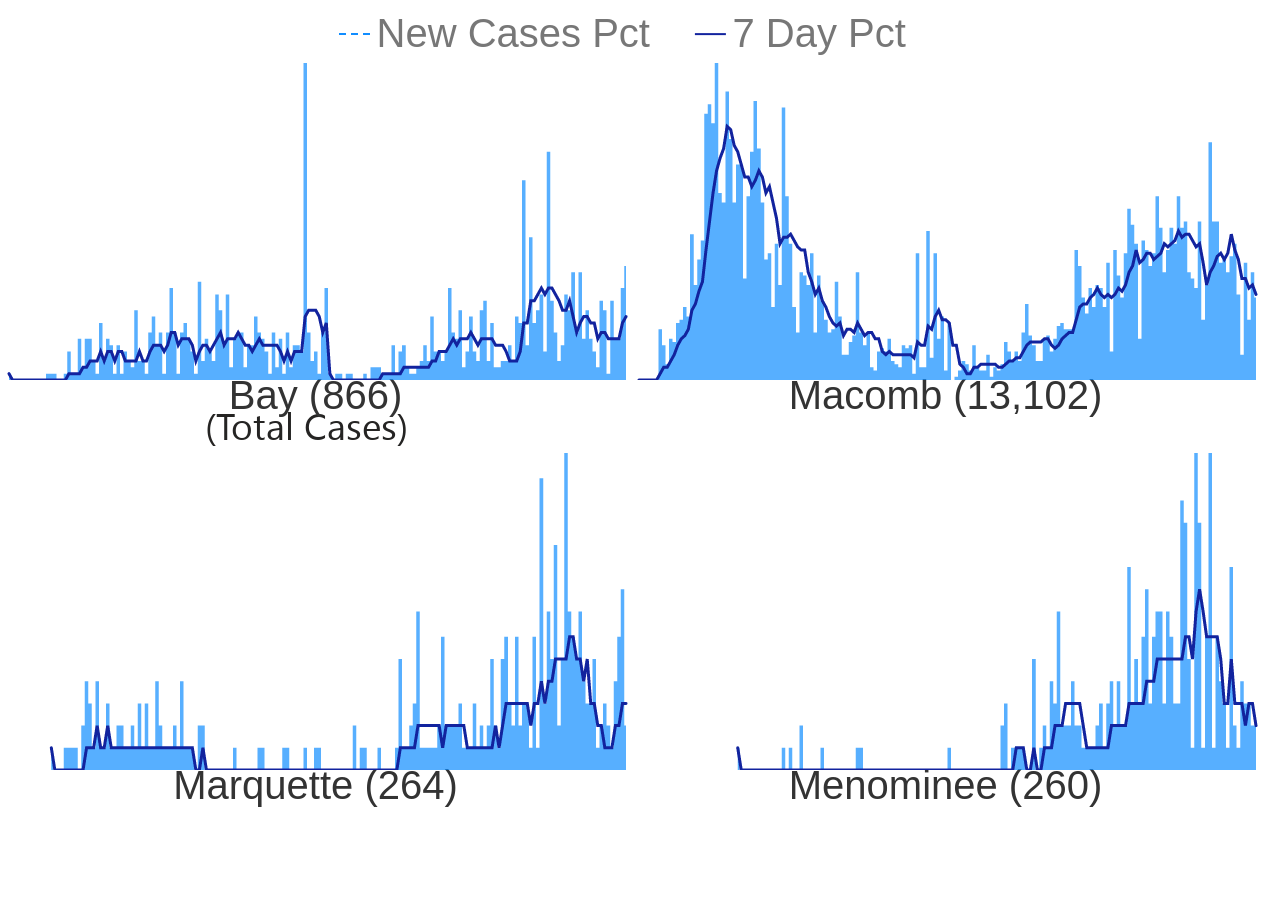 New Cases Pct 7 Day Pct
Bay (866)
(Total Cases)
Macomb (13,102)
Marquette (264)
Menominee (260)